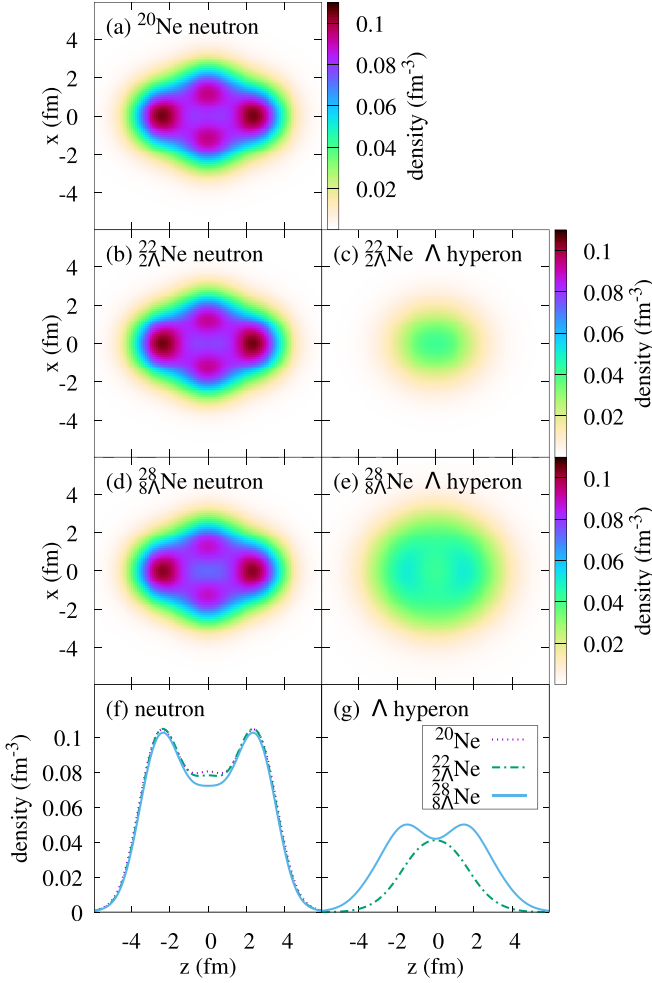 (a) ²⁰Ne neutron
x (fm)
4
2
0
-2
-4
0.1
0.08
0.06
0.04
0.02
density (fm⁻³)
(b) ²²₂ΛNe neutron
(c) ²²₂ΛNe Λ hyperon
x (fm)
4
2
0
-2
-4
0.1
0.08
0.06
0.04
0.02
density (fm⁻³)
(d) ²⁸₈ΛNe neutron
(e) ²⁸₈ΛNe Λ hyperon
x (fm)
4
2
0
-2
-4
0.1
0.08
0.06
0.04
0.02
density (fm⁻³)
(f) neutron
(g) Λ hyperon
²⁰Ne
²²₂ΛNe
²⁸₈ΛNe
density (fm⁻³)
0.1
0.08
0.06
0.04
0.02
0
-4 -2 0 2 4
-4 -2 0 2 4
z (fm)
z (fm)